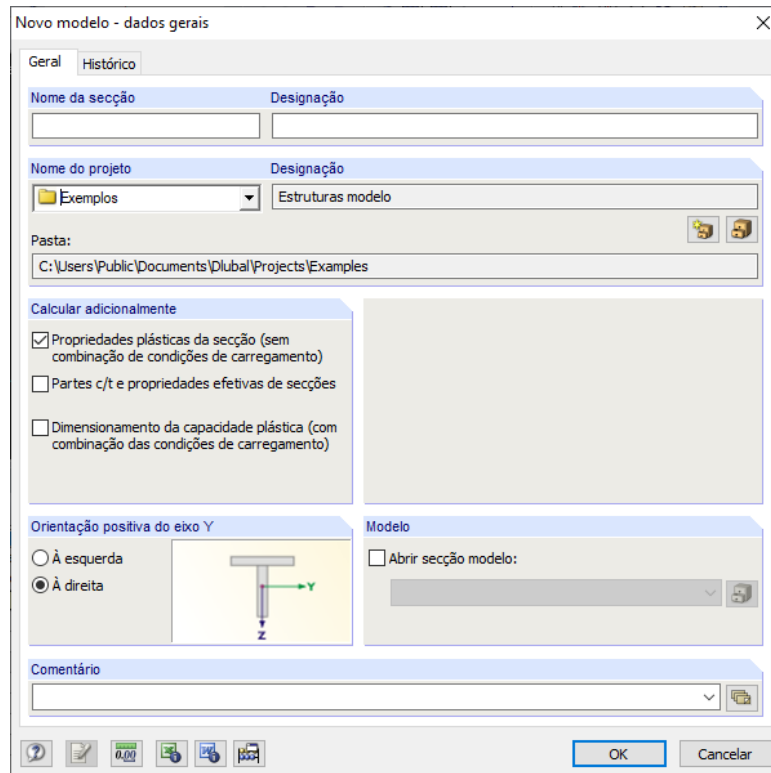 Novo modelo - dados gerais
Geral Histórico
Nome da secção Designação
Nome do projeto Designação
Exemplos Estruturas modelo
Pasta:
C:\Users\Public\Documents\Dlubal\Projects\Examples
Calcular adicionalmente
Propriedades plásticas da secção (sem
combinação de condições de carregamento)
Partes c/t e propriedades efetivas de secções
Dimensionamento da capacidade plástica (com
combinação das condições de carregamento)
Orientação positiva do eixo Y Modelo
À esquerda Abrir secção modelo:
À direita
Y
Z
Comentário
0,00
OK Cancelar